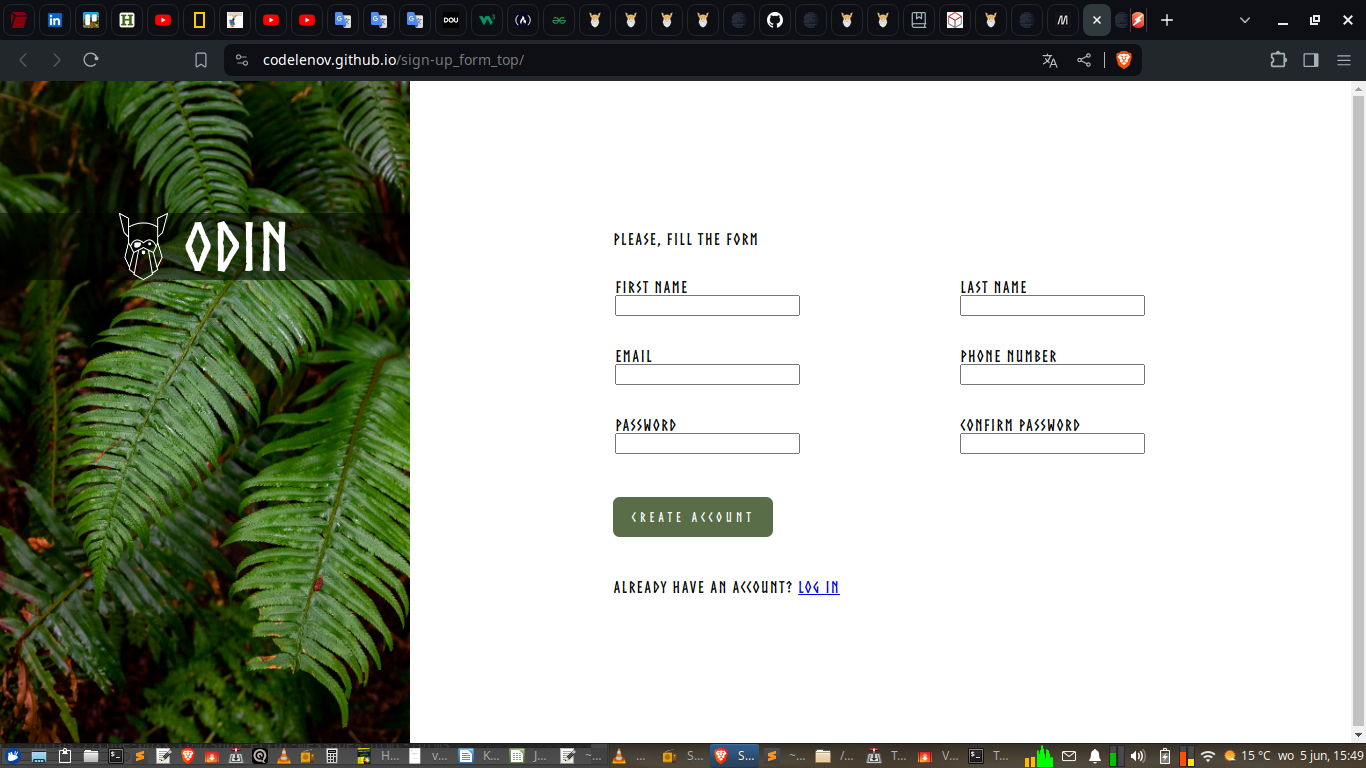 DOU
M
codelenov.github.io/sign-up_form_top/
ODIN
PLEASE, FILL THE FORM
FIRST NAME
LAST NAME
EMAIL
PHONE NUMBER
PASSWORD
CONFIRM PASSWORD
CREATE ACCOUNT
ALREADY HAVE AN ACCOUNT? LOG IN
H...
v...
K...
J...
~...
...
S...
S...
~...
/...
T...
V...
T...
15 °C
wo 5 jun, 15:49